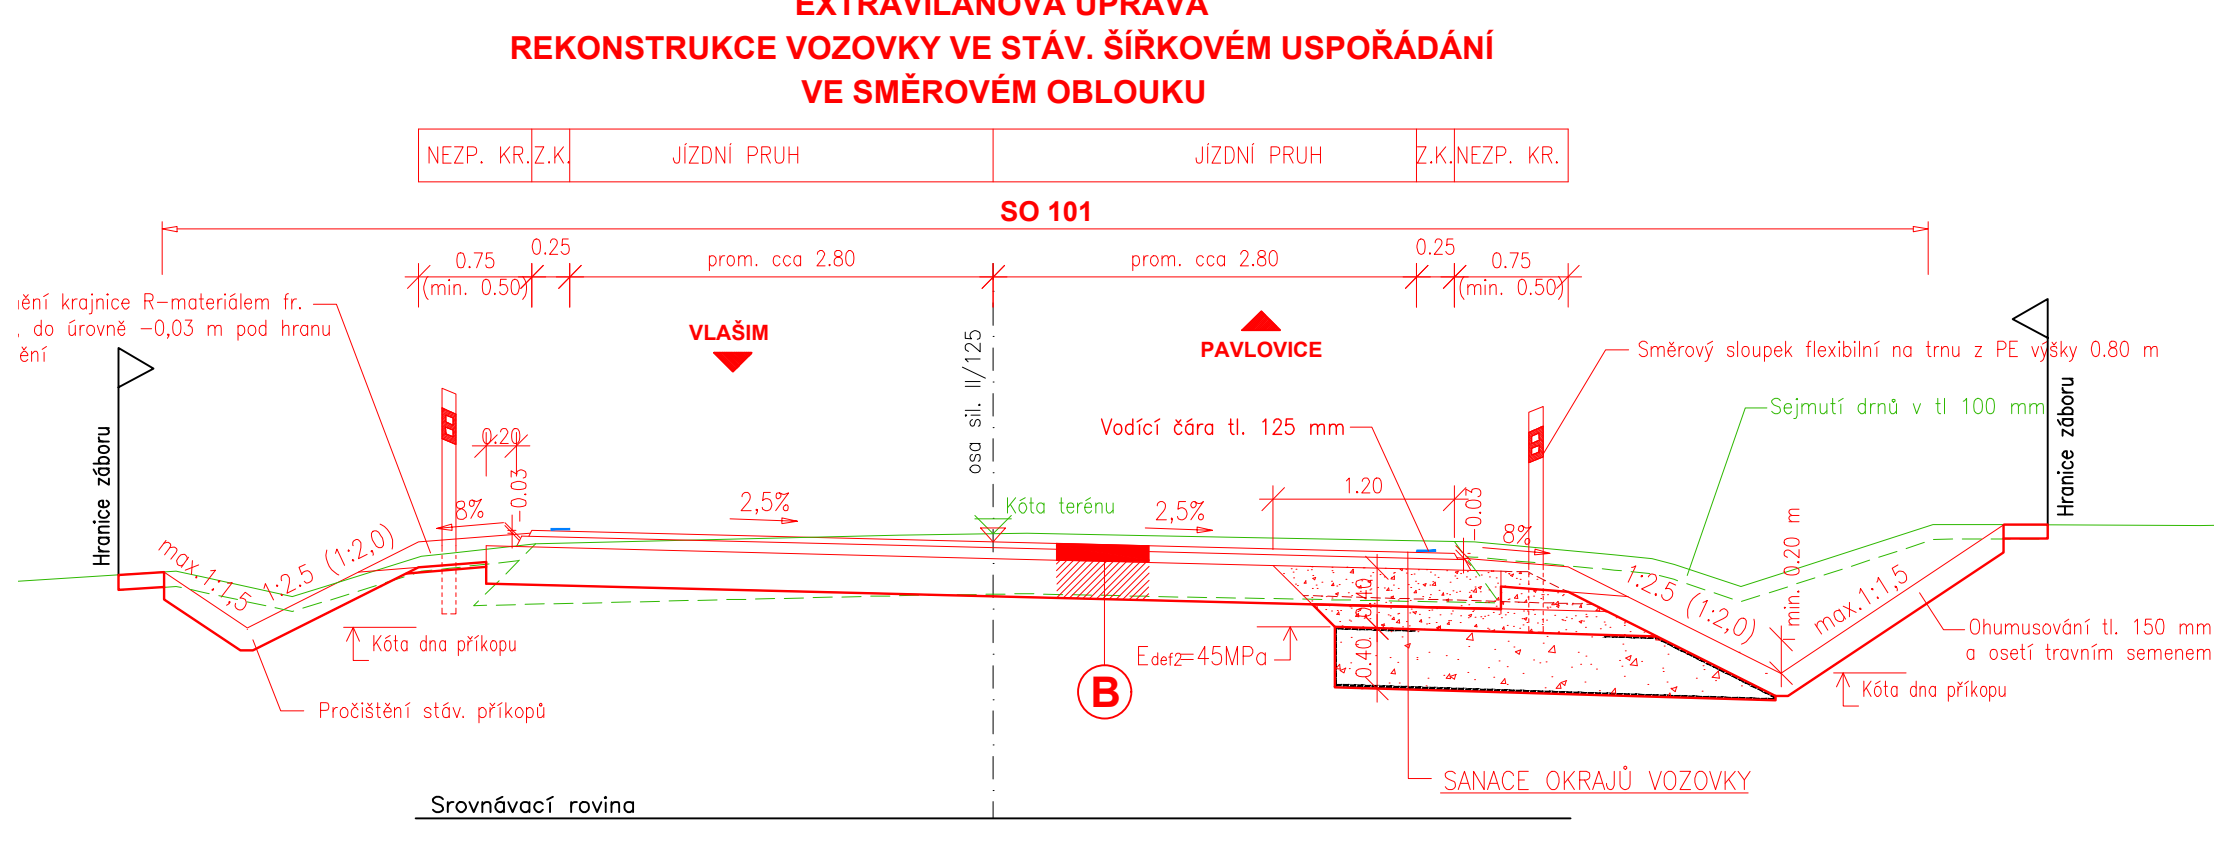 EXTRAVILÁNOVÁ ÚPRAVA
REKONSTRUKCE VOZOVKY VE STÁV. ŠÍŘKOVÉM USPOŘÁDÁNÍ
VE SMĚROVÉM OBLOUKU
NEZP. KR. Z.K. JÍZDNÍ PRUH JÍZDNÍ PRUH Z.K. NEZP. KR.
SO 101
0.75 0.25 prom. cca 2.80 prom. cca 2.80 0.25 0.75
(min. 0.50) (min. 0.50)
krajnice R-materiálem fr.
do úrovně -0,03 m pod hranu
VLAŠIM
PAVLOVICE
osa sil. II/125
Směrový sloupek flexibilní na trnu z PE výšky 0.80 m
Sejmutí drnů v tl 100 mm
Vodící čára tl. 125 mm
Hranice záboru
Hranice záboru
0.20
-0.03
8%
2,5%
Kóta terénu
2,5%
1.20
-0.03
8%
max.1:1,5
1:2.5 (1:2,0)
1:2.5 (1:2,0)
min. 0.20 m
max.1:1,5
0.40
0.40
Kóta dna příkopu
Edef2=45MPa
Ohumusování tl. 150 mm
a osetí travním semenem
Kóta dna příkopu
B
Pročištění stáv. příkopů
SANACE OKRAJŮ VOZOVKY
Srovnávací rovina